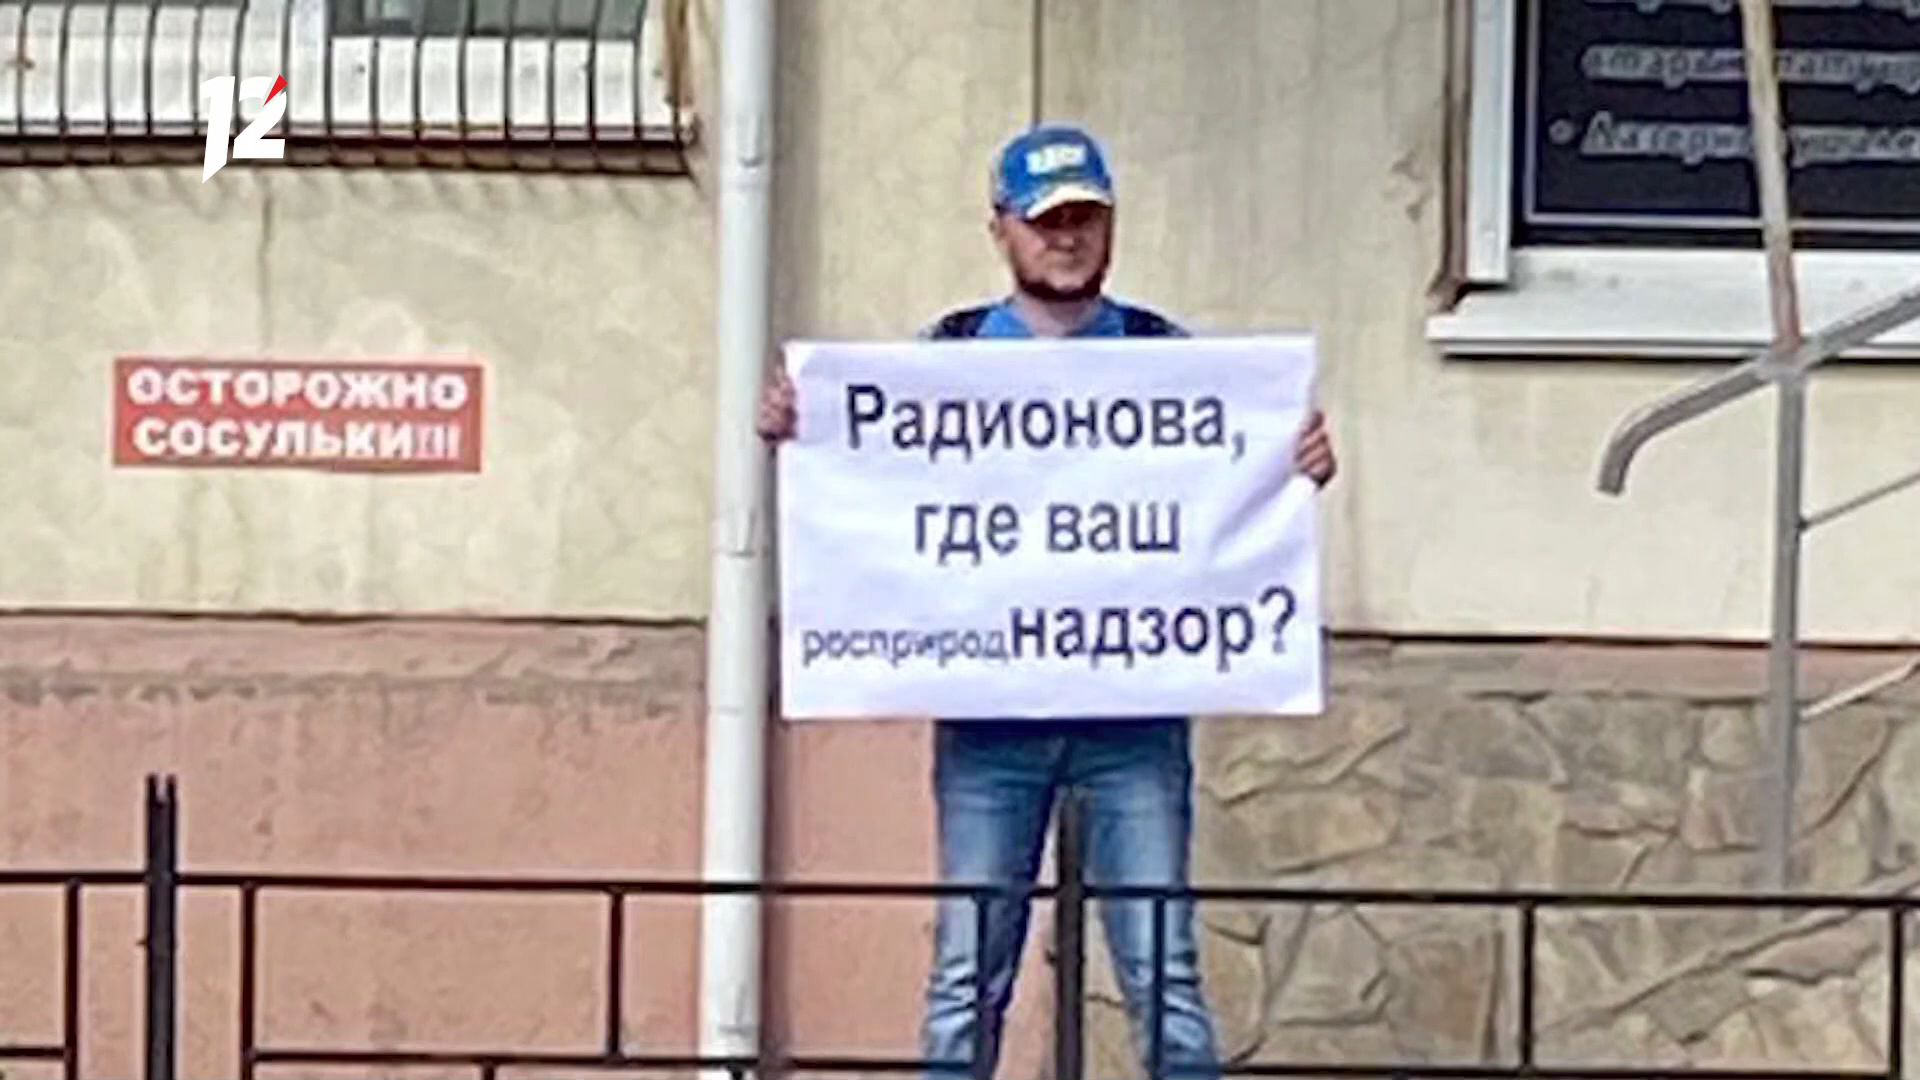 12
ОСТОРОЖНО
СОСУЛЬКИ!!!
Радионова,
где ваш
росприроднадзор?